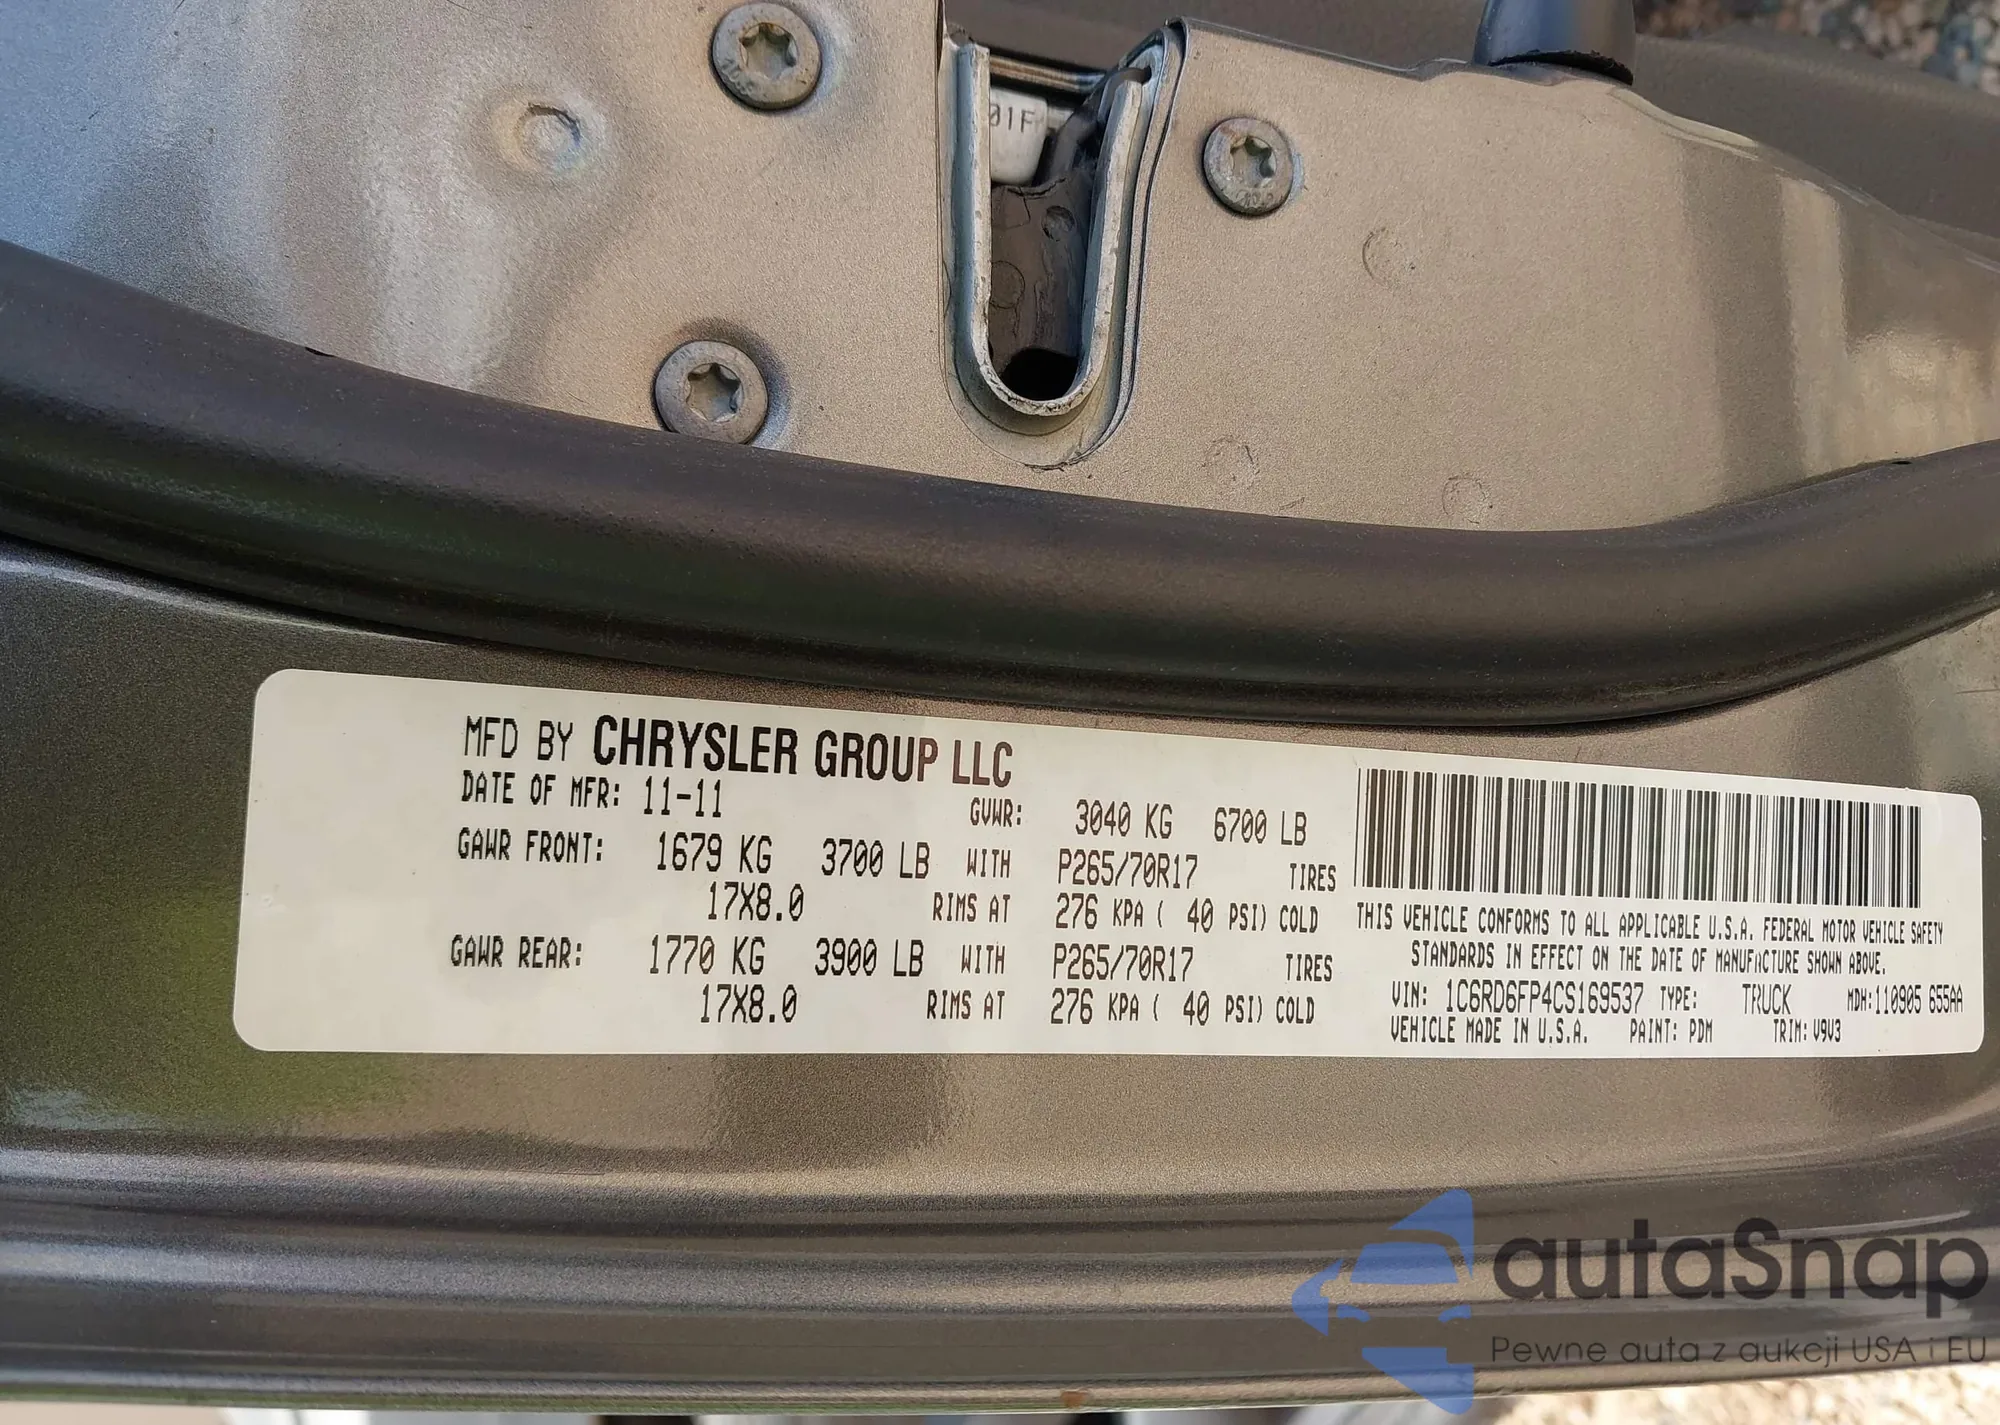 01F
MFD BY CHRYSLER GROUP LLC
DATE OF MFR: 11-11 GVWR: 3040 KG 6700 LB
GAWR FRONT: 1679 KG 3700 LB WITH P265/70R17 TIRES
17X8.0 RIMS AT 276 KPA ( 40 PSI) COLD
GAWR REAR: 1770 KG 3900 LB WITH P265/70R17 TIRES
17X8.0 RIMS AT 276 KPA ( 40 PSI) COLD
THIS VEHICLE CONFORMS TO ALL APPLICABLE U.S.A. FEDERAL MOTOR VEHICLE SAFETY
STANDARDS IN EFFECT ON THE DATE OF MANUFACTURE SHOWN ABOVE.
VIN: 1C6RD6FP4CS169537 TYPE: TRUCK MDH:110905 655AA
VEHICLE MADE IN U.S.A. PAINT: PDM TRIM: V9V3
autaSnap
Pewne auta z aukcji USA i EU